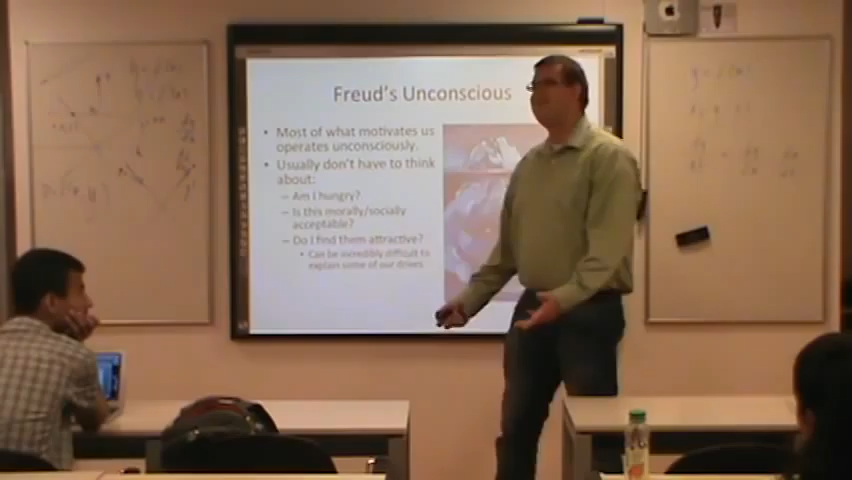 Freud's Unconscious
• Most of what motivates us
operates unconsciously.
• Usually don't have to think
about:
– Am I hungry?
– Is this morally/socially
acceptable?
– Do I find them attractive?
• Can be incredibly difficult to
explain some of our drives